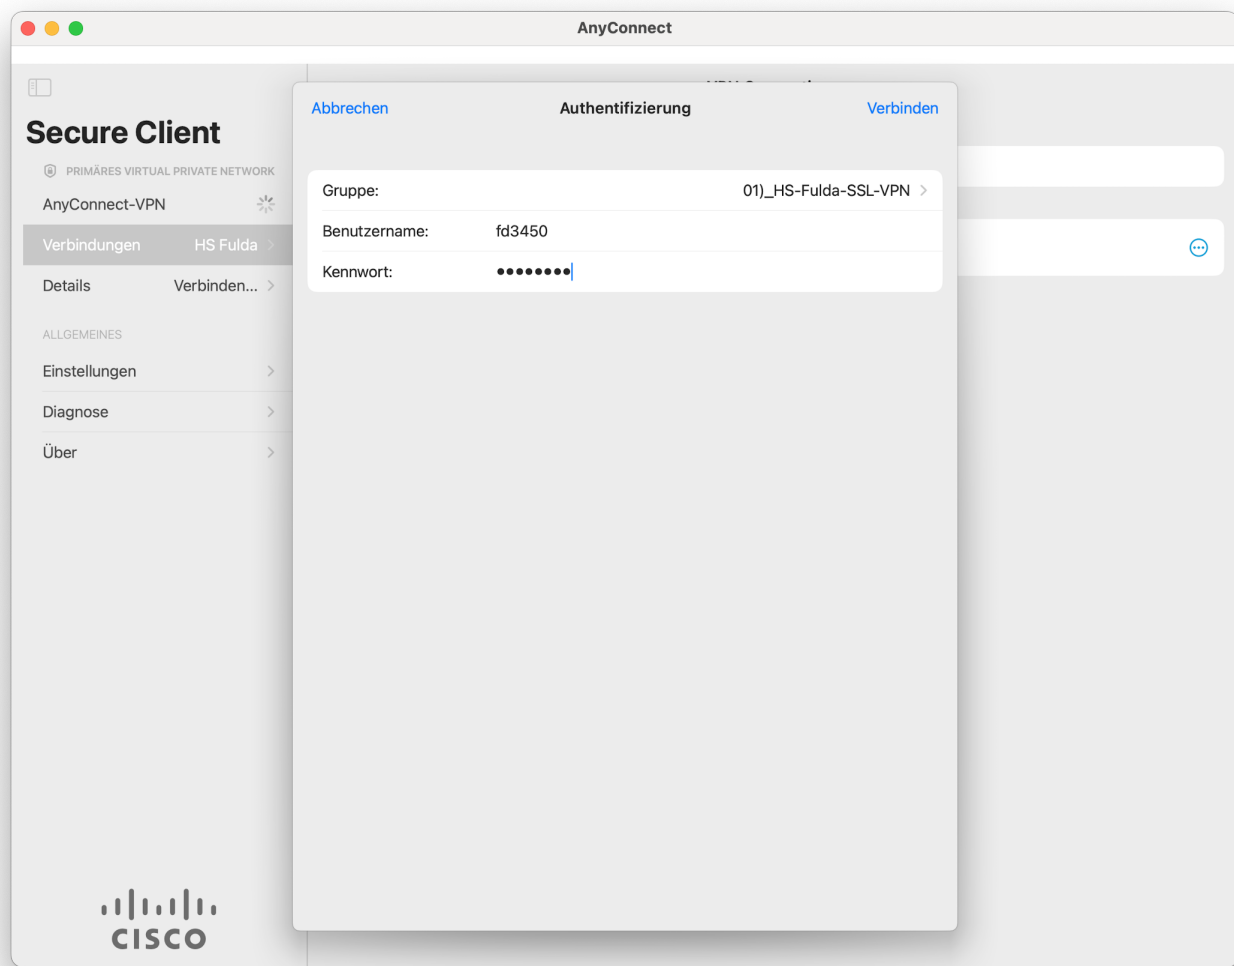 AnyConnect
Secure Client
PRIMÄRES VIRTUAL PRIVATE NETWORK
AnyConnect-VPN
Verbindungen HS Fulda
Details Verbinden...
ALLGEMEINES
Einstellungen
Diagnose
Über
CISCO
Abbrechen Authentifizierung Verbinden
Gruppe: 01)_HS-Fulda-SSL-VPN
Benutzername: fd3450
Kennwort: ••••••••